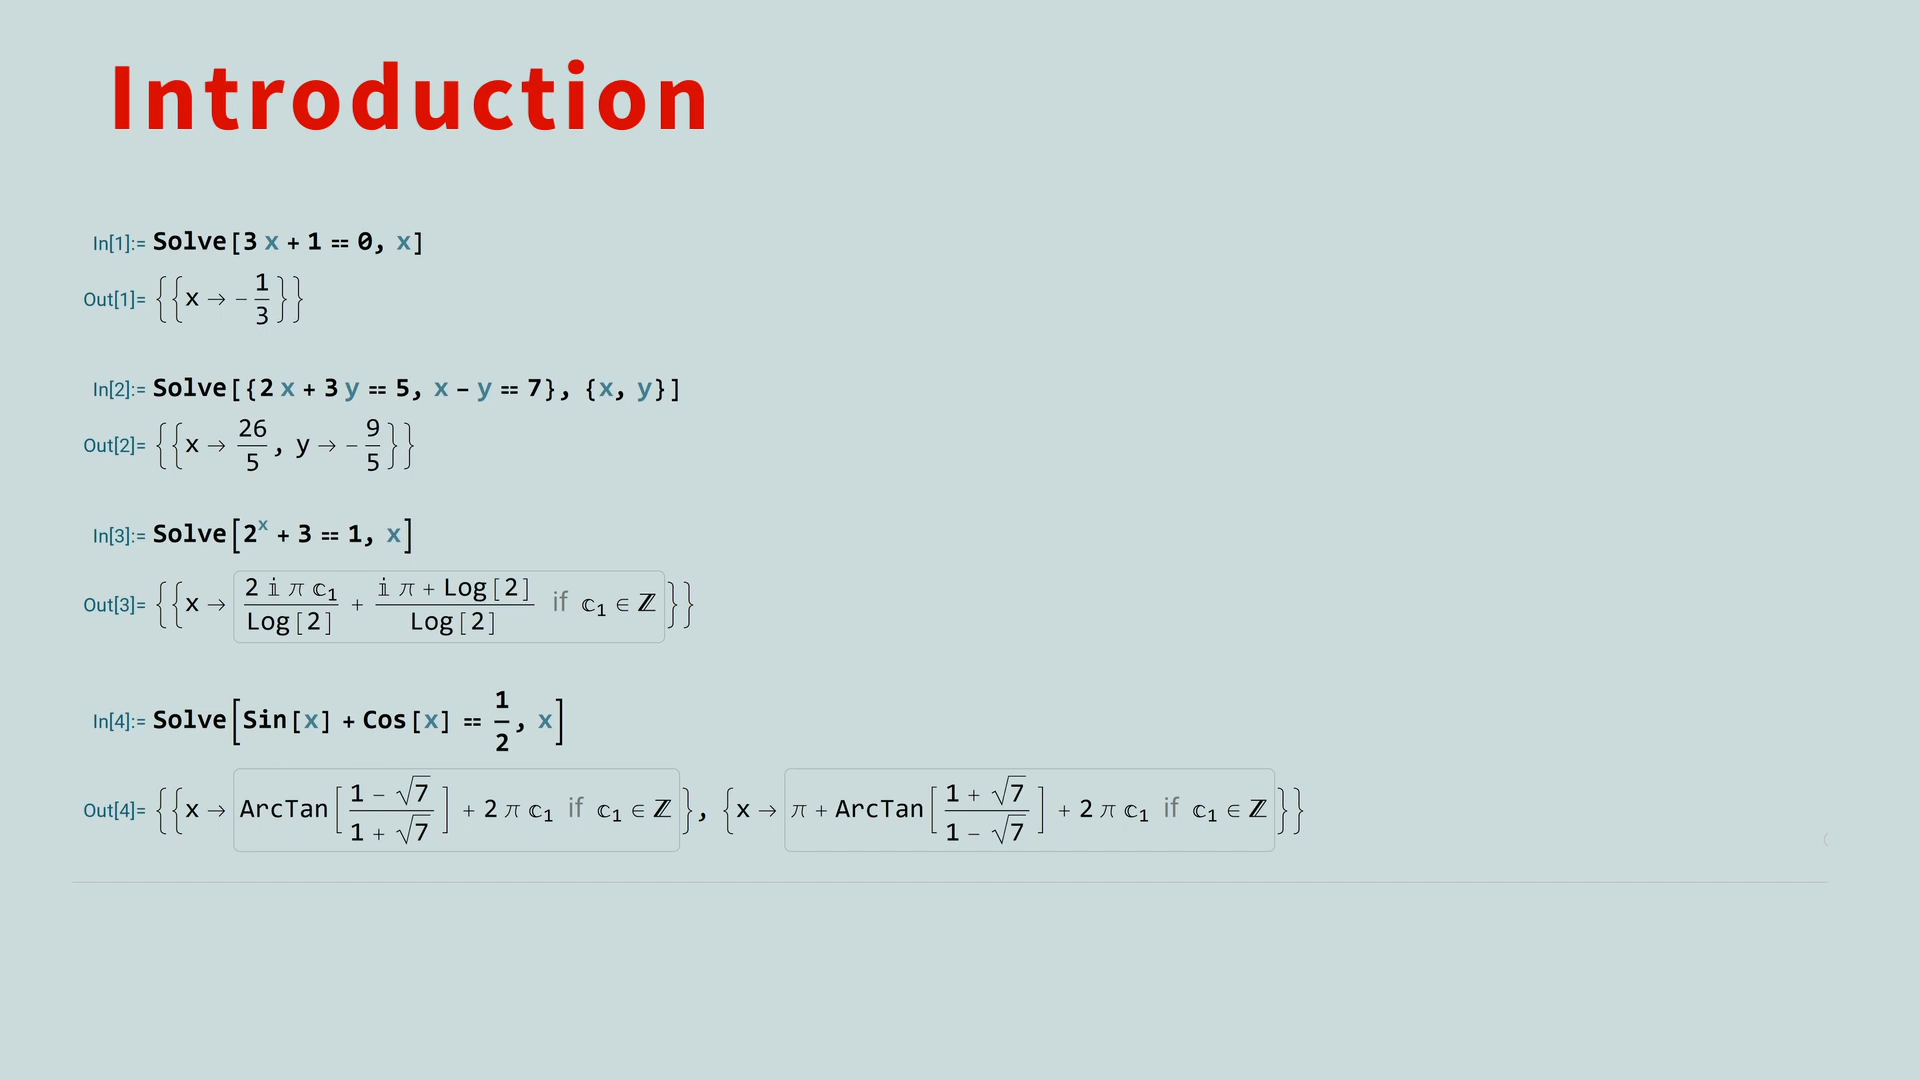 Introduction
In[1]:= Solve[3 x + 1 == 0, x]
Out[1]= {{x → -1/3}}
In[2]:= Solve[{2 x + 3 y == 5, x - y == 7}, {x, y}]
Out[2]= {{x → 26/5, y → -9/5}}
In[3]:= Solve[2^x + 3 == 1, x]
Out[3]= {{x → (2 ⅈ π 𝕔₁)/Log[2] + (ⅈ π + Log[2])/Log[2] if 𝕔₁ ∈ ℤ}}
In[4]:= Solve[Sin[x] + Cos[x] == 1/2, x]
Out[4]= {{x → ArcTan[(1 - √7)/(1 + √7)] + 2 π 𝕔₁ if 𝕔₁ ∈ ℤ}, {x → π + ArcTan[(1 + √7)/(1 - √7)] + 2 π 𝕔₁ if 𝕔₁ ∈ ℤ}}